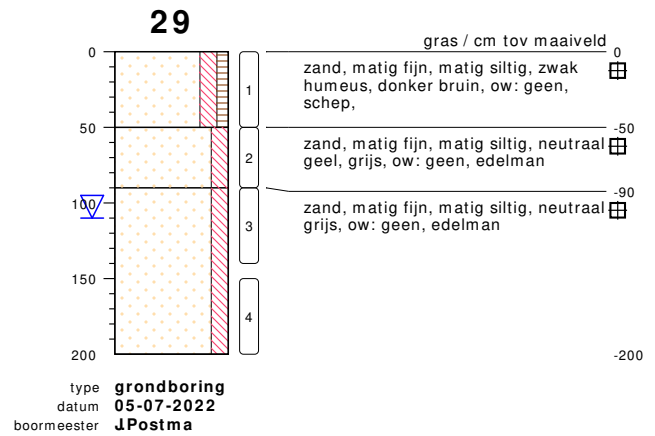 29
gras / cm tov maaiveld
0
0
zand, matig fijn, matig siltig, zwak
humeus, donker bruin, ow: geen,
schep,
1
50
-50
zand, matig fijn, matig siltig, neutraal
geel, grijs, ow: geen, edelman
2
-90
100
zand, matig fijn, matig siltig, neutraal
grijs, ow: geen, edelman
3
150
4
200
-200
type grondboring
datum 05-07-2022
boormeester J.Postma